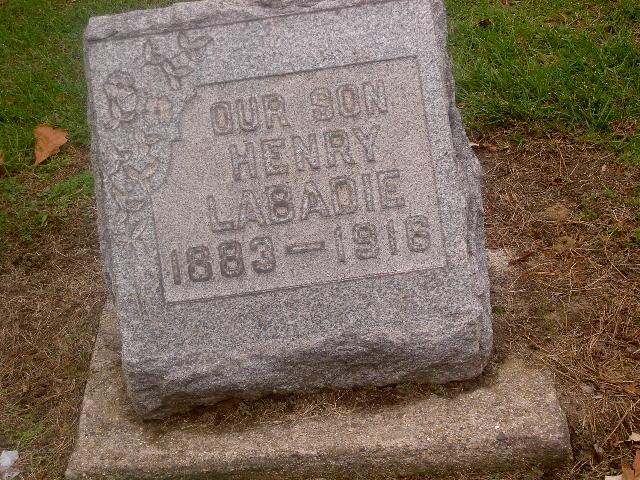 OUR SON
HENRY
LABADIE
1883 — 1916